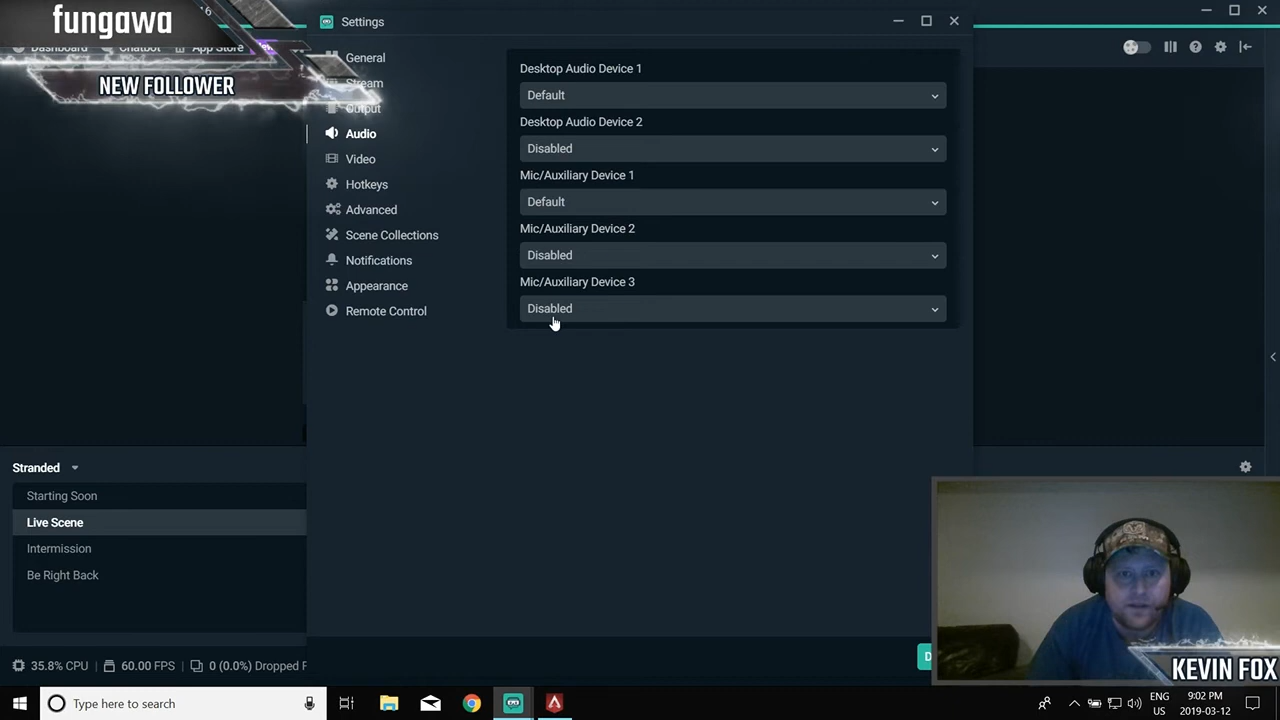 fungawa
NEW FOLLOWER
16
Dashboard
Chatbot
App Store
Settings
General
Stream
Output
Audio
Video
Hotkeys
Advanced
Scene Collections
Notifications
Appearance
Remote Control
Desktop Audio Device 1
Default
Desktop Audio Device 2
Disabled
Mic/Auxiliary Device 1
Default
Mic/Auxiliary Device 2
Disabled
Mic/Auxiliary Device 3
Disabled
Stranded
Starting Soon
Live Scene
Intermission
Be Right Back
35.8% CPU
60.00 FPS
0 (0.0%) Dropped F
D
KEVIN FOX
Type here to search
ENG
US
9:02 PM
2019-03-12